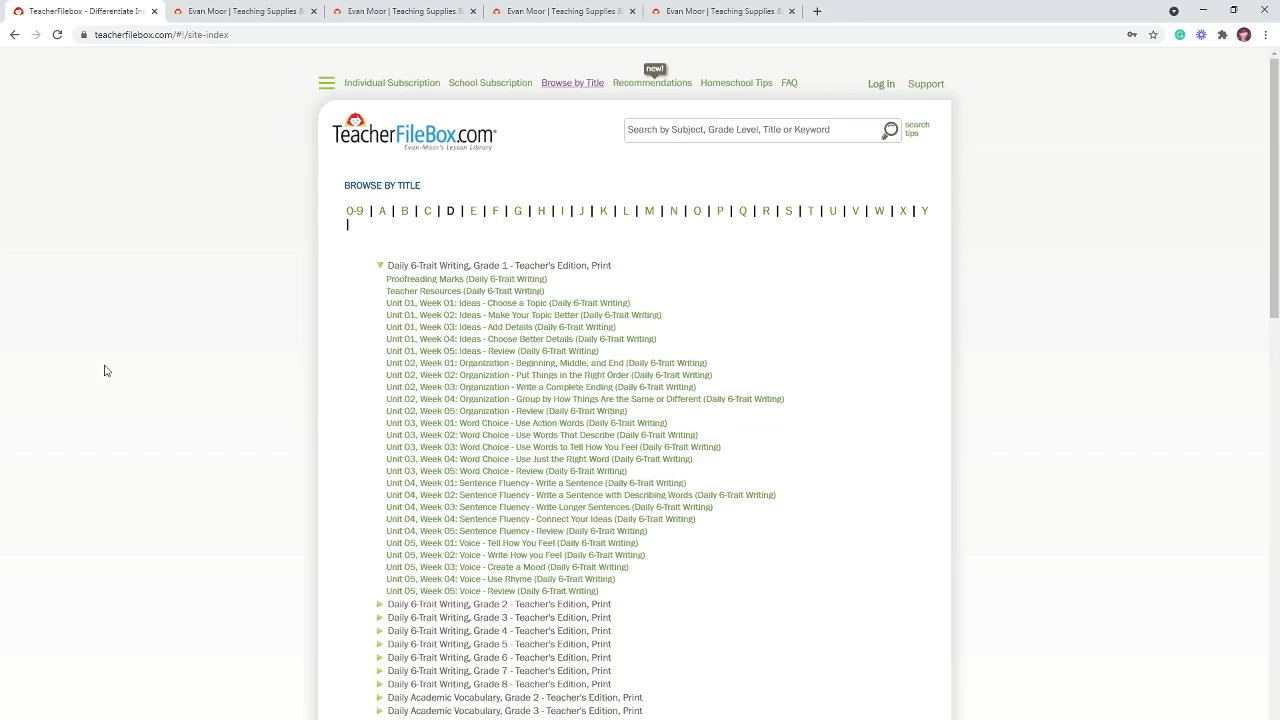 TeacherFileBox - Differentiate In
Evan Moor | Teaching Supplies &
Evan Moor | Teaching Supplies &
Evan Moor | Teaching Supplies &
Evan Moor | Teaching Supplies &
teacherfilebox.com/#!/site-index
new!
Individual Subscription School Subscription Browse by Title Recommendations Homeschool Tips FAQ Log in Support
TeacherFileBox.com®
Evan-Moor's Lesson Library
Search by Subject, Grade Level, Title or Keyword
search
tips
BROWSE BY TITLE
0-9 | A | B | C | D | E | F | G | H | I | J | K | L | M | N | O | P | Q | R | S | T | U | V | W | X | Y
|
Daily 6-Trait Writing, Grade 1 - Teacher's Edition, Print
Proofreading Marks (Daily 6-Trait Writing)
Teacher Resources (Daily 6-Trait Writing)
Unit 01, Week 01: Ideas - Choose a Topic (Daily 6-Trait Writing)
Unit 01, Week 02: Ideas - Make Your Topic Better (Daily 6-Trait Writing)
Unit 01, Week 03: Ideas - Add Details (Daily 6-Trait Writing)
Unit 01, Week 04: Ideas - Choose Better Details (Daily 6-Trait Writing)
Unit 01, Week 05: Ideas - Review (Daily 6-Trait Writing)
Unit 02, Week 01: Organization - Beginning, Middle, and End (Daily 6-Trait Writing)
Unit 02, Week 02: Organization - Put Things in the Right Order (Daily 6-Trait Writing)
Unit 02, Week 03: Organization - Write a Complete Ending (Daily 6-Trait Writing)
Unit 02, Week 04: Organization - Group by How Things Are the Same or Different (Daily 6-Trait Writing)
Unit 02, Week 05: Organization - Review (Daily 6-Trait Writing)
Unit 03, Week 01: Word Choice - Use Action Words (Daily 6-Trait Writing)
Unit 03, Week 02: Word Choice - Use Words That Describe (Daily 6-Trait Writing)
Unit 03, Week 03: Word Choice - Use Words to Tell How You Feel (Daily 6-Trait Writing)
Unit 03, Week 04: Word Choice - Use Just the Right Word (Daily 6-Trait Writing)
Unit 03, Week 05: Word Choice - Review (Daily 6-Trait Writing)
Unit 04, Week 01: Sentence Fluency - Write a Sentence (Daily 6-Trait Writing)
Unit 04, Week 02: Sentence Fluency - Write a Sentence with Describing Words (Daily 6-Trait Writing)
Unit 04, Week 03: Sentence Fluency - Write Longer Sentences (Daily 6-Trait Writing)
Unit 04, Week 04: Sentence Fluency - Connect Your Ideas (Daily 6-Trait Writing)
Unit 04, Week 05: Sentence Fluency - Review (Daily 6-Trait Writing)
Unit 05, Week 01: Voice - Tell How You Feel (Daily 6-Trait Writing)
Unit 05, Week 02: Voice - Write How you Feel (Daily 6-Trait Writing)
Unit 05, Week 03: Voice - Create a Mood (Daily 6-Trait Writing)
Unit 05, Week 04: Voice - Use Rhyme (Daily 6-Trait Writing)
Unit 05, Week 05: Voice - Review (Daily 6-Trait Writing)
Daily 6-Trait Writing, Grade 2 - Teacher's Edition, Print
Daily 6-Trait Writing, Grade 3 - Teacher's Edition, Print
Daily 6-Trait Writing, Grade 4 - Teacher's Edition, Print
Daily 6-Trait Writing, Grade 5 - Teacher's Edition, Print
Daily 6-Trait Writing, Grade 6 - Teacher's Edition, Print
Daily 6-Trait Writing, Grade 7 - Teacher's Edition, Print
Daily 6-Trait Writing, Grade 8 - Teacher's Edition, Print
Daily Academic Vocabulary, Grade 2 - Teacher's Edition, Print
Daily Academic Vocabulary, Grade 3 - Teacher's Edition, Print